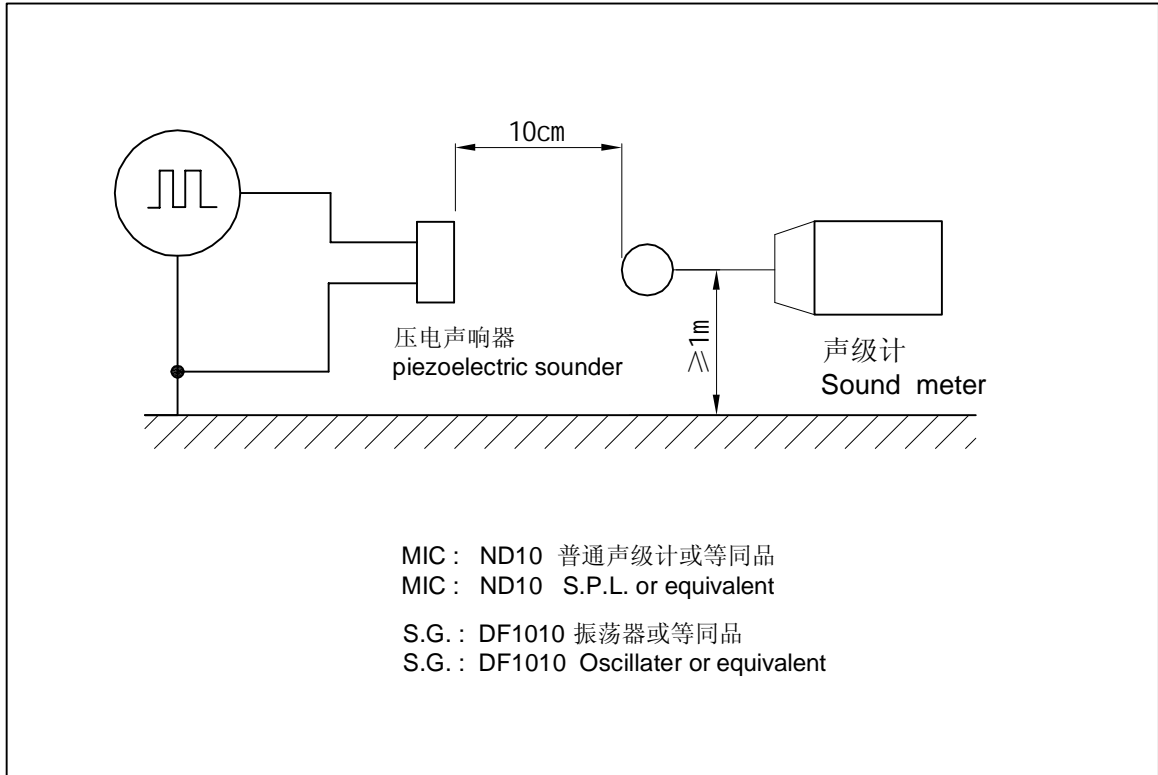 10cm
≥1m
压电声响器
piezoelectric sounder
声级计
Sound meter
MIC : ND10 普通声级计或等同品
MIC : ND10 S.P.L. or equivalent
S.G. : DF1010 振荡器或等同品
S.G. : DF1010 Oscillater or equivalent